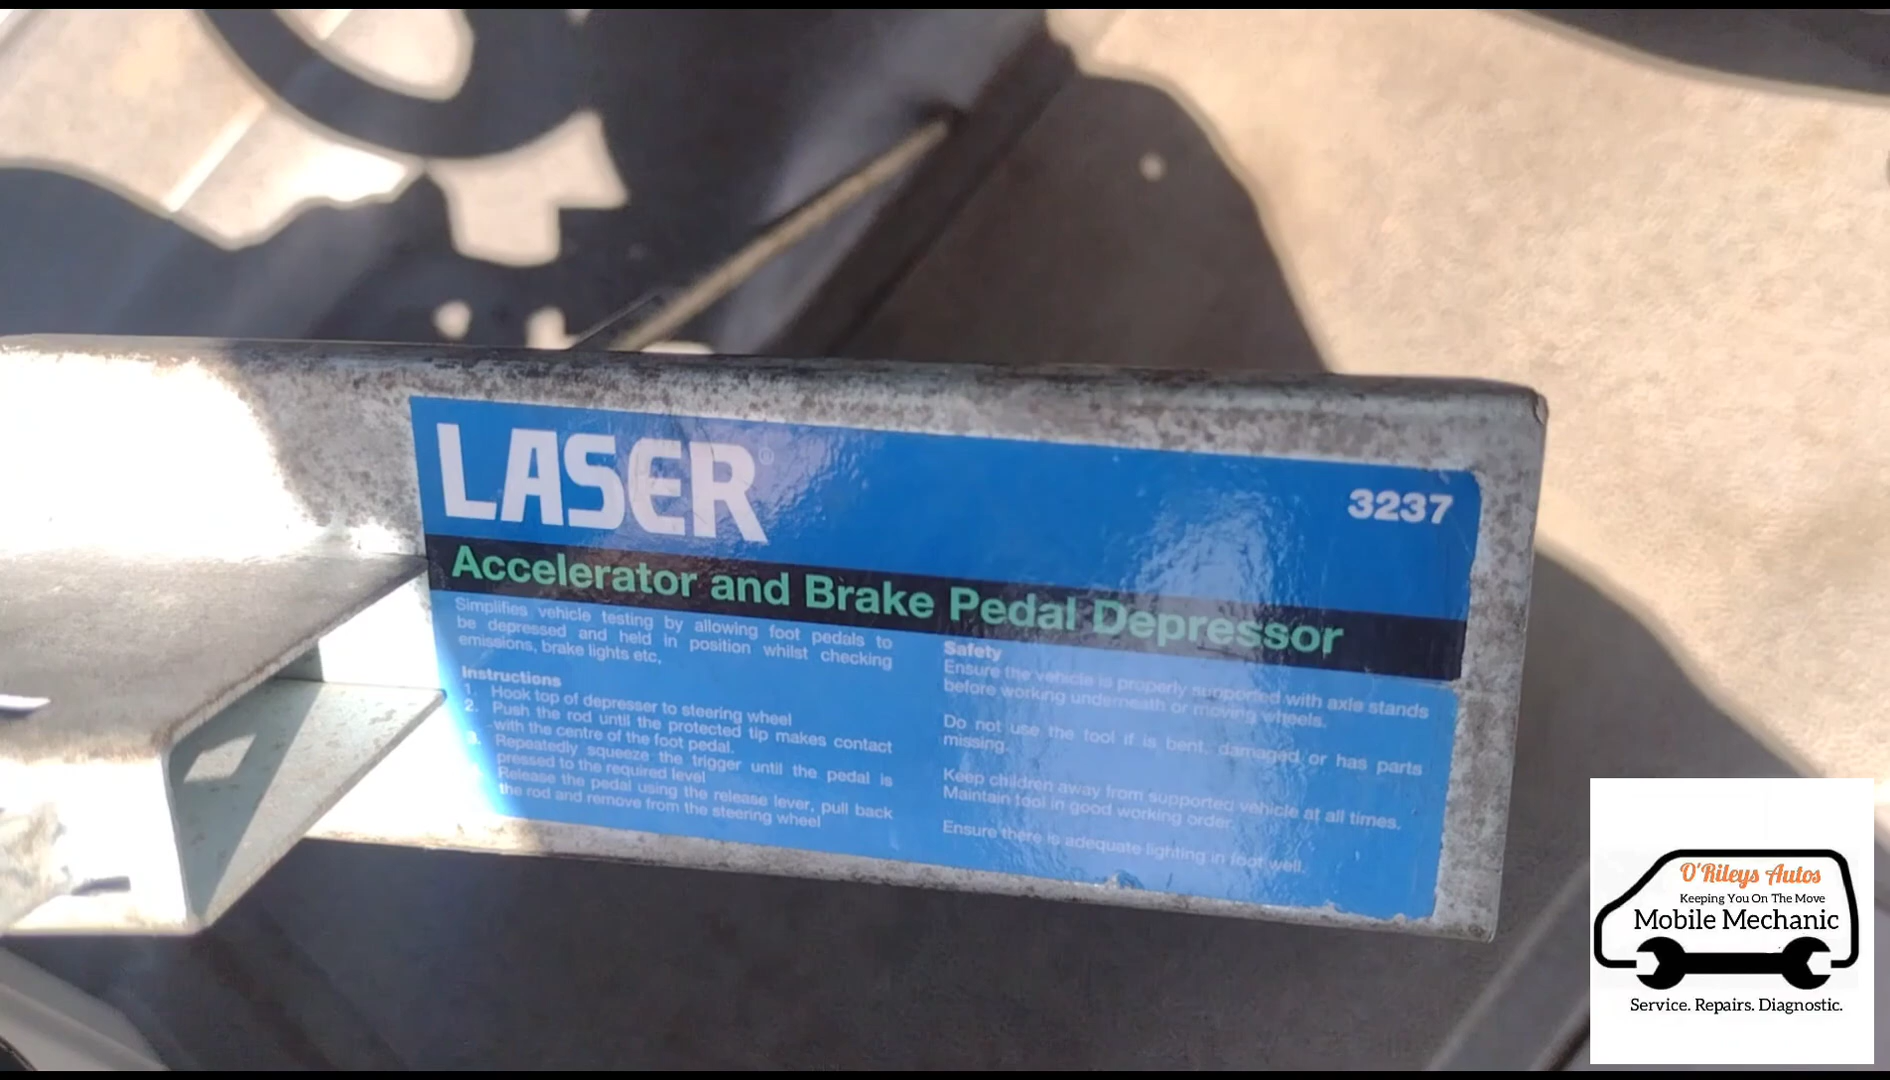 LASER®
3237
Accelerator and Brake Pedal Depressor
Simplifies vehicle testing by allowing foot pedals to
be depressed and held in position whilst checking
emissions, brake lights etc,
Instructions
1. Hook top of depresser to steering wheel
2. Push the rod until the protected tip makes contact
with the centre of the foot pedal.
3. Repeatedly squeeze the trigger until the pedal is
pressed to the required level
Release the pedal using the release lever, pull back
the rod and remove from the steering wheel
Safety
Ensure the vehicle is properly supported with axle stands
before working underneath or moving wheels.
Do not use the tool if is bent, damaged or has parts
missing.
Keep children away from supported vehicle at all times.
Maintain tool in good working order.
Ensure there is adequate lighting in foot well.
O'Rileys Autos
Keeping You On The Move
Mobile Mechanic
Service. Repairs. Diagnostic.